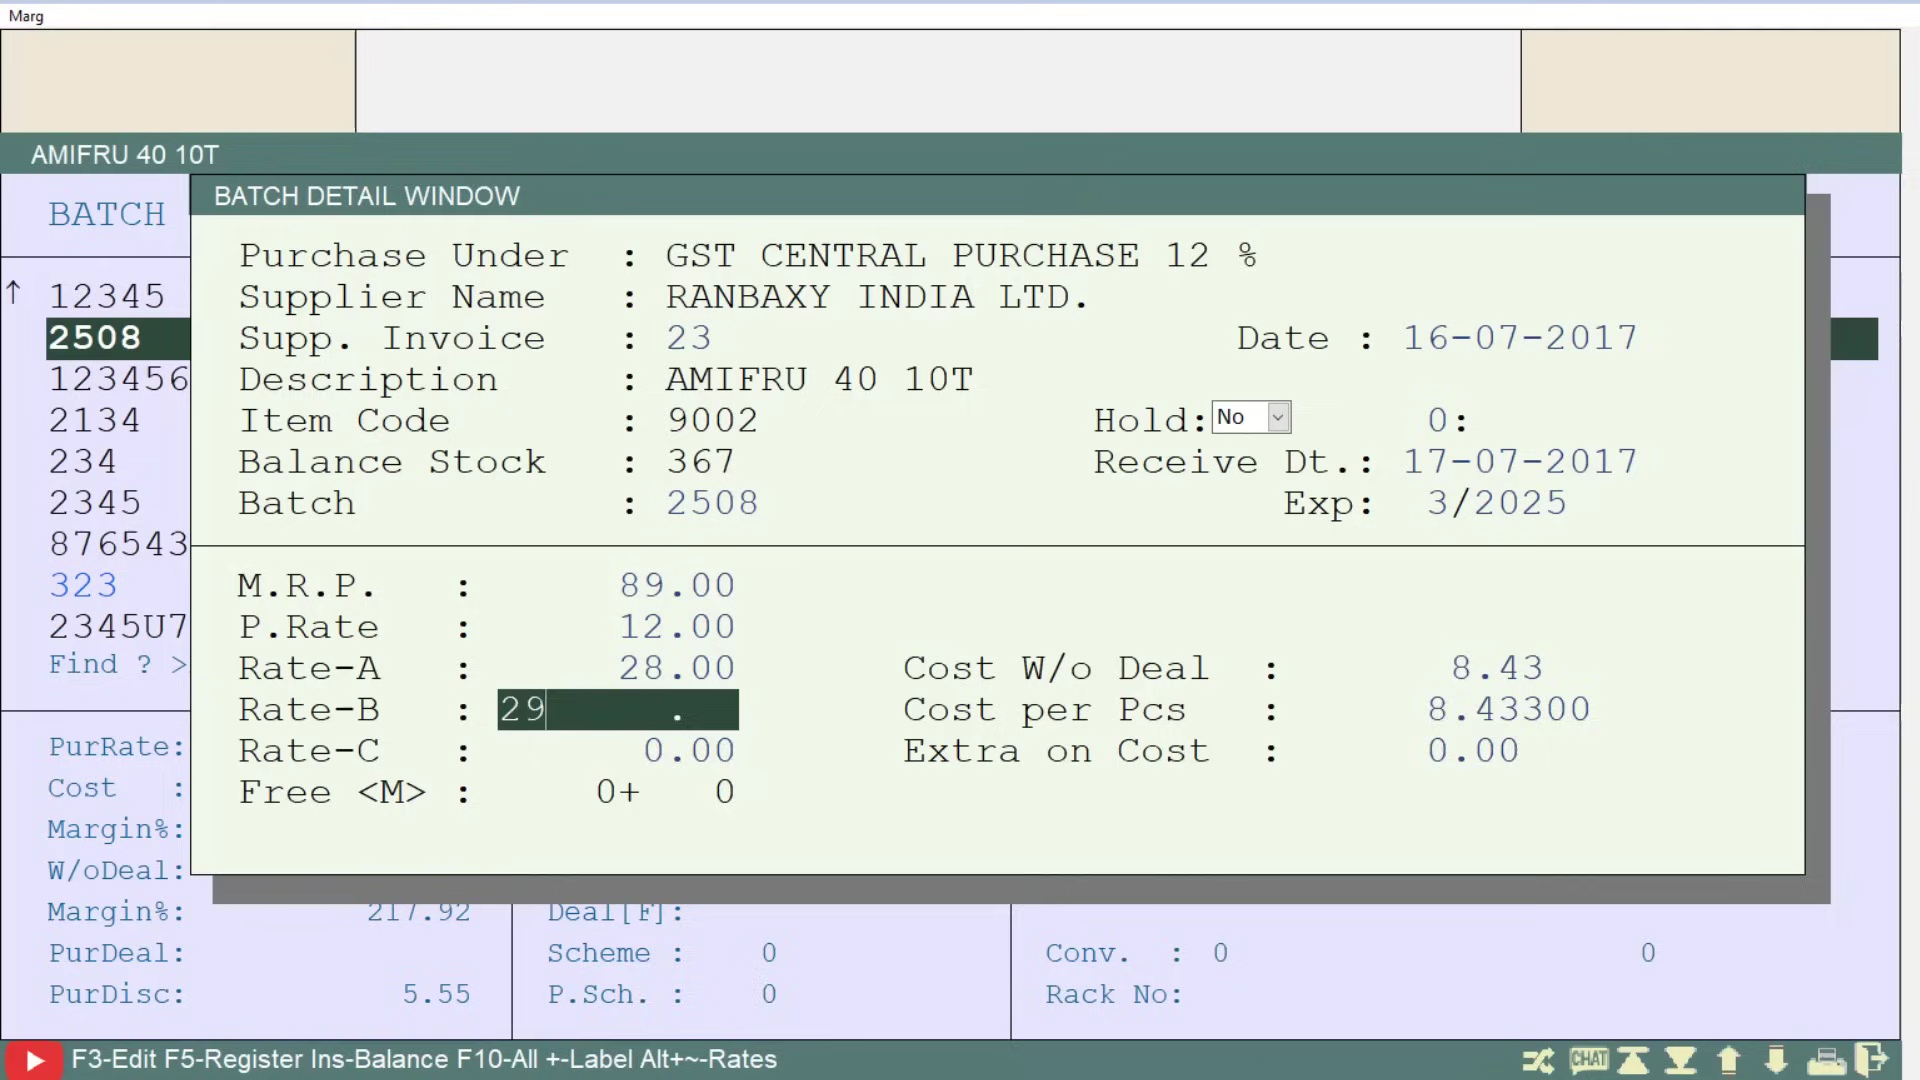 Marg
AMIFRU 40 10T
BATCH DETAIL WINDOW
BATCH
Purchase Under : GST CENTRAL PURCHASE 12 %
12345 Supplier Name : RANBAXY INDIA LTD.
2508 Supp. Invoice : 23 Date : 16-07-2017
123456 Description : AMIFRU 40 10T
2134 Item Code : 9002 Hold: No 0:
234 Balance Stock : 367 Receive Dt.: 17-07-2017
2345 Batch : 2508 Exp: 3/2025
876543
323 M.R.P. : 89.00
2345U7 P.Rate : 12.00
Find ? > Rate-A : 28.00 Cost W/o Deal : 8.43
Rate-B : 29 . Cost per Pcs : 8.43300
PurRate: Rate-C : 0.00 Extra on Cost : 0.00
Cost : Free <M> : 0+ 0
Margin%:
W/oDeal:
Margin%: 217.92 Deal[F]:
PurDeal: Scheme : 0 Conv. : 0 0
PurDisc: 5.55 P.Sch. : 0 Rack No:
F3-Edit F5-Register Ins-Balance F10-All +-Label Alt+~-Rates CHAT